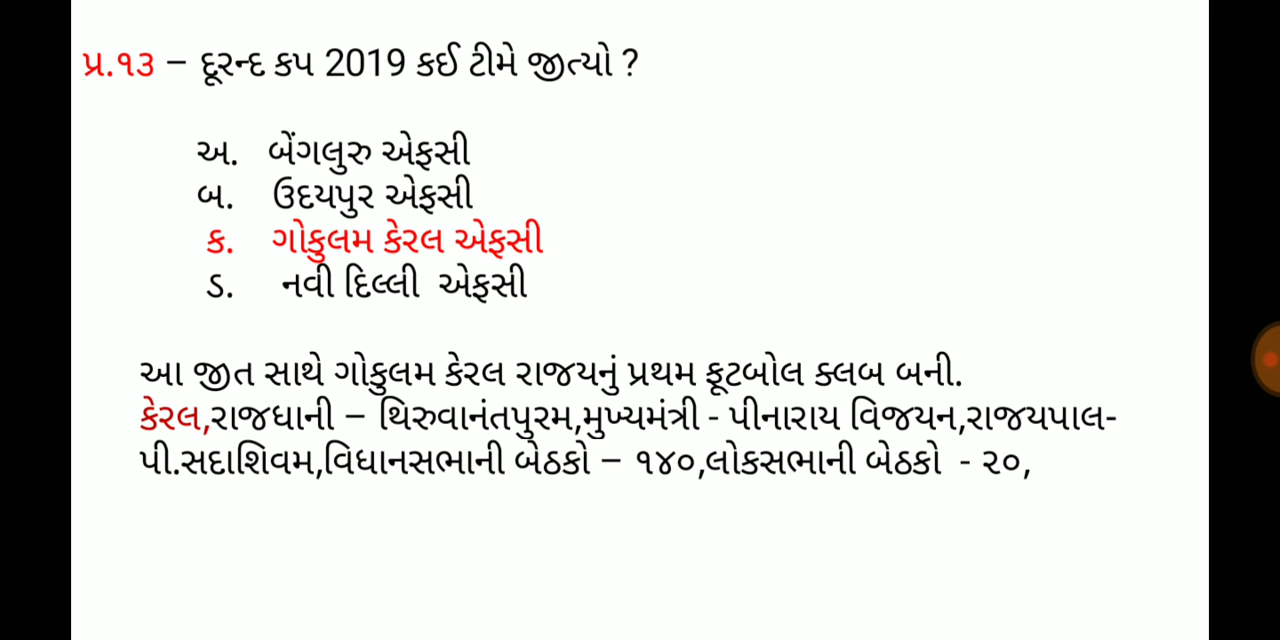 પ્ર.૧૩ – દૂરન્દ કપ 2019 કઈ ટીમે જીત્યો ?
અ. બેંગલુરુ એફસી
બ. ઉદયપુર એફસી
ક. ગોકુલમ કેરલ એફસી
ડ. નવી દિલ્લી એફસી
આ જીત સાથે ગોકુલમ કેરલ રાજયનું પ્રથમ ફૂટબોલ ક્લબ બની.
કેરલ,રાજધાની – થિરુવાનંતપુરમ,મુખ્યમંત્રી - પીનારાય વિજયન,રાજયપાલ-
પી.સદાશિવમ,વિધાનસભાની બેઠકો – ૧૪૦,લોકસભાની બેઠકો - ૨૦,